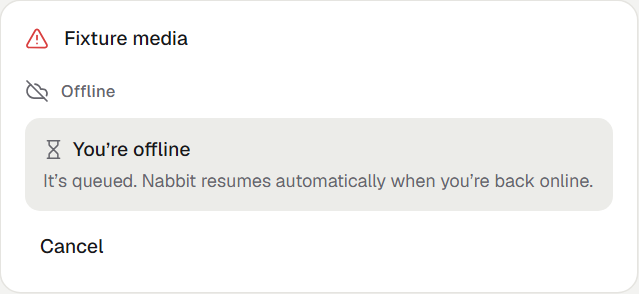 Fixture media
Offline
You’re offline
It’s queued. Nabbit resumes automatically when you’re back online.
Cancel